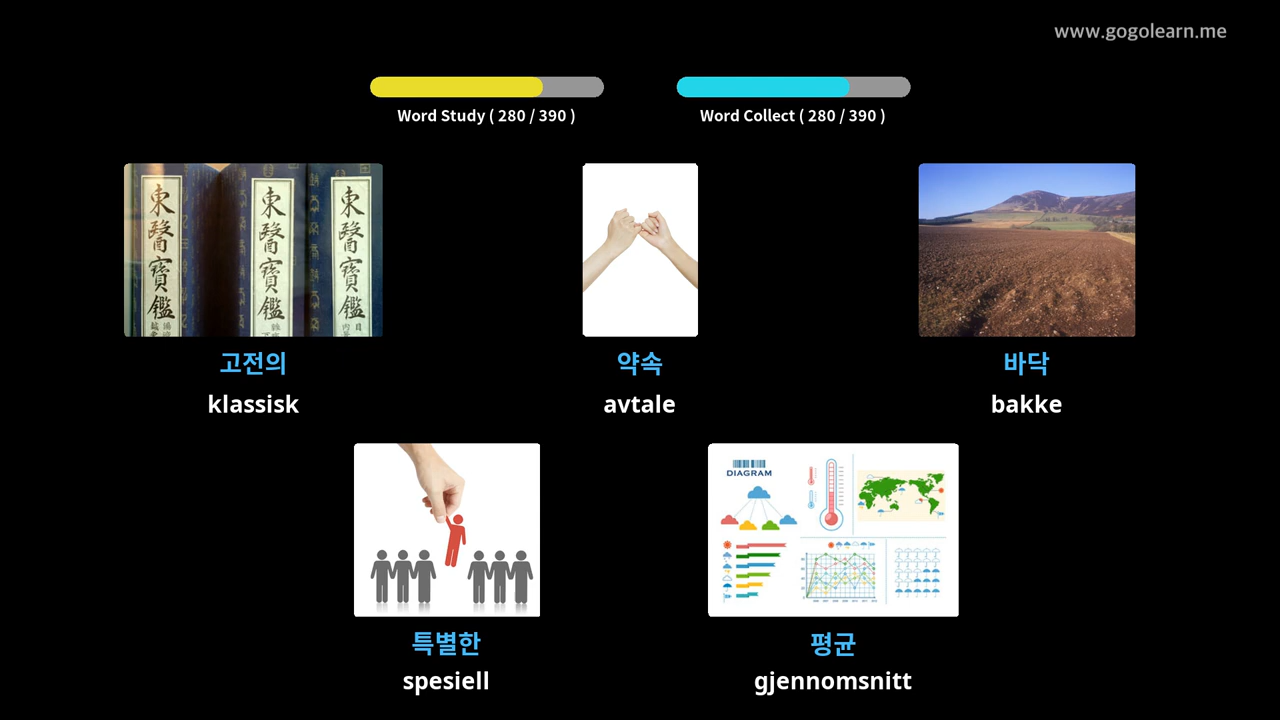 www.gogolearn.me
Word Study ( 280 / 390 )
Word Collect ( 280 / 390 )
東醫寶鑑
東醫寶鑑
東醫寶鑑
고전의
약속
바닥
klassisk
avtale
bakke
DIAGRAM
특별한
평균
spesiell
gjennomsnitt